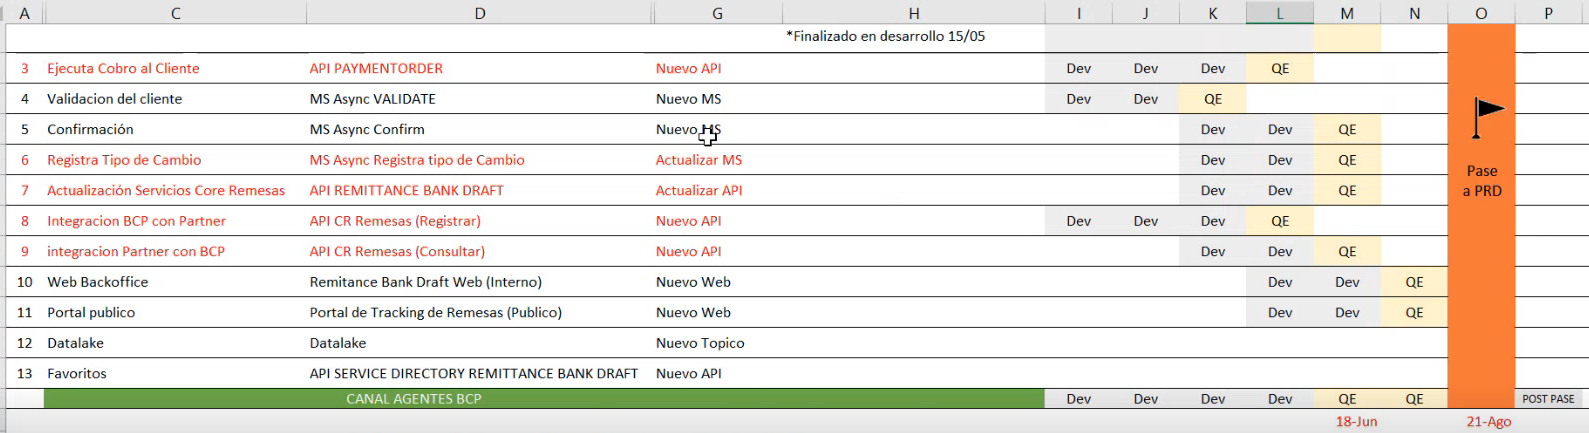 A C D G H I J K L M N O P
*Finalizado en desarrollo 15/05
3 Ejecuta Cobro al Cliente API PAYMENTORDER Nuevo API Dev Dev Dev QE
4 Validacion del cliente MS Async VALIDATE Nuevo MS Dev Dev QE
5 Confirmación MS Async Confirm Nuevo MS Dev Dev QE
6 Registra Tipo de Cambio MS Async Registra tipo de Cambio Actualizar MS Dev Dev QE
Pase
7 Actualización Servicios Core Remesas API REMITTANCE BANK DRAFT Actualizar API Dev Dev QE a PRD
8 Integracion BCP con Partner API CR Remesas (Registrar) Nuevo API Dev Dev Dev QE
9 integracion Partner con BCP API CR Remesas (Consultar) Nuevo API Dev Dev QE
10 Web Backoffice Remitance Bank Draft Web (Interno) Nuevo Web Dev Dev QE
11 Portal publico Portal de Tracking de Remesas (Publico) Nuevo Web Dev Dev QE
12 Datalake Datalake Nuevo Topico
13 Favoritos API SERVICE DIRECTORY REMITTANCE BANK DRAFT Nuevo API
CANAL AGENTES BCP Dev Dev Dev Dev QE QE POST PASE
18-Jun 21-Ago